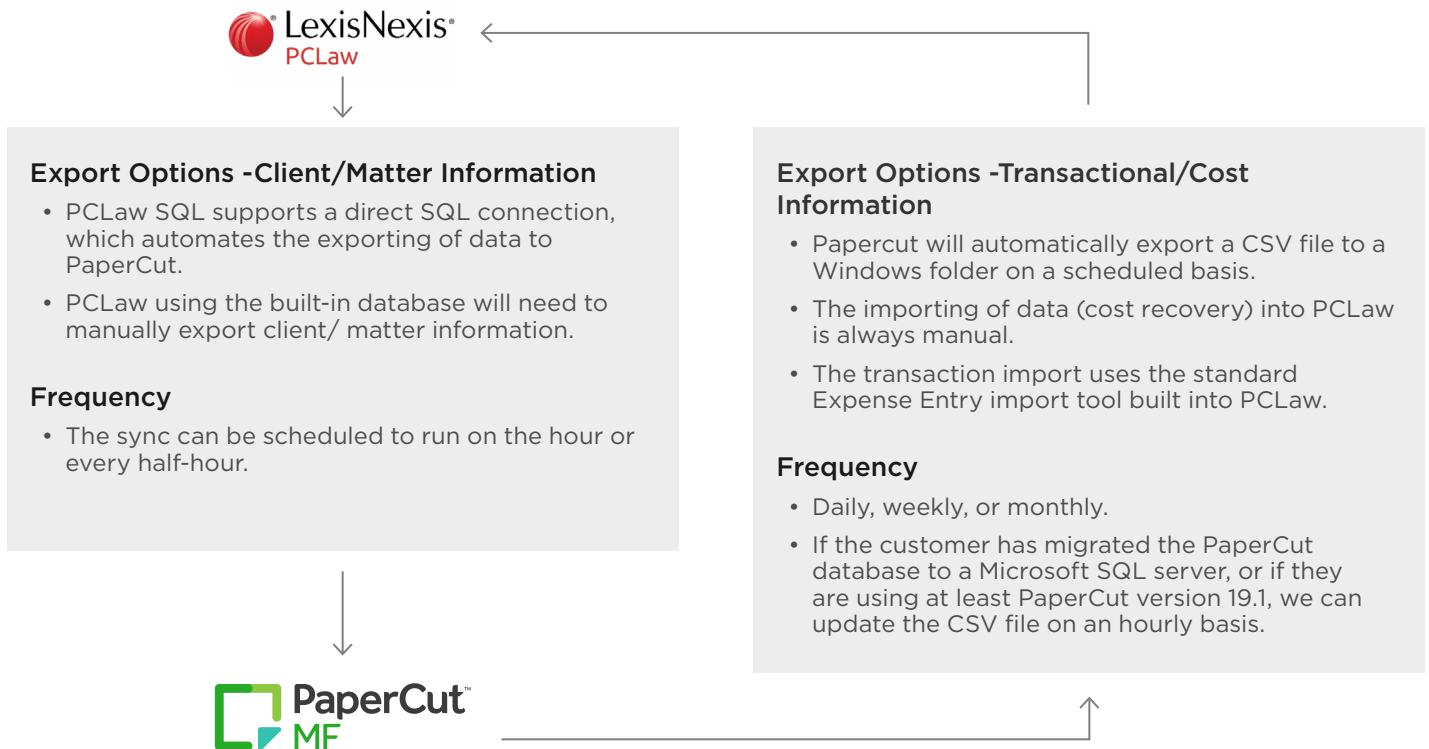 LexisNexis®
PCLaw
Export Options -Client/Matter Information
• PCLaw SQL supports a direct SQL connection,
which automates the exporting of data to
PaperCut.
• PCLaw using the built-in database will need to
manually export client/ matter information.
Frequency
• The sync can be scheduled to run on the hour or
every half-hour.
Export Options -Transactional/Cost
Information
• Papercut will automatically export a CSV file to a
Windows folder on a scheduled basis.
• The importing of data (cost recovery) into PCLaw
is always manual.
• The transaction import uses the standard
Expense Entry import tool built into PCLaw.
Frequency
• Daily, weekly, or monthly.
• If the customer has migrated the PaperCut
database to a Microsoft SQL server, or if they
are using at least PaperCut version 19.1, we can
update the CSV file on an hourly basis.
PaperCut™
MF